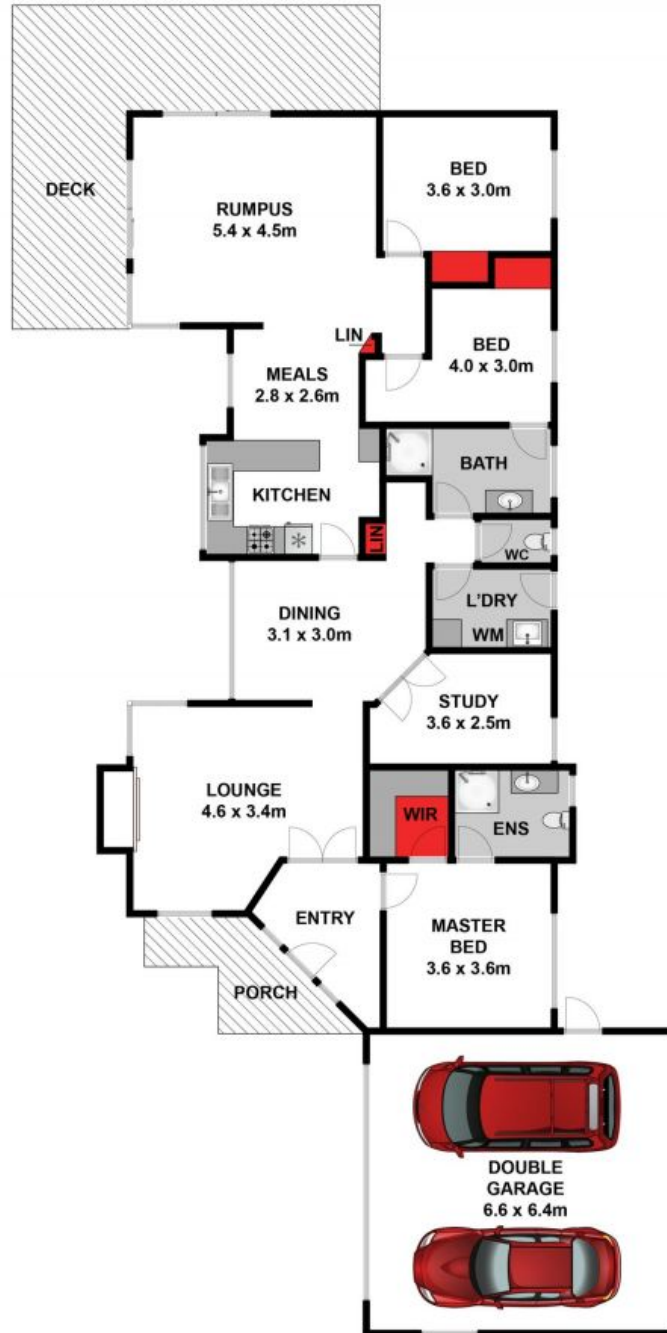 DECK
RUMPUS
5.4 x 4.5m
BED
3.6 x 3.0m
LIN
BED
4.0 x 3.0m
MEALS
2.8 x 2.6m
BATH
KITCHEN
LIN
WC
L'DRY
WM
DINING
3.1 x 3.0m
STUDY
3.6 x 2.5m
LOUNGE
4.6 x 3.4m
WIR
ENS
ENTRY
MASTER
BED
3.6 x 3.6m
PORCH
DOUBLE
GARAGE
6.6 x 6.4m